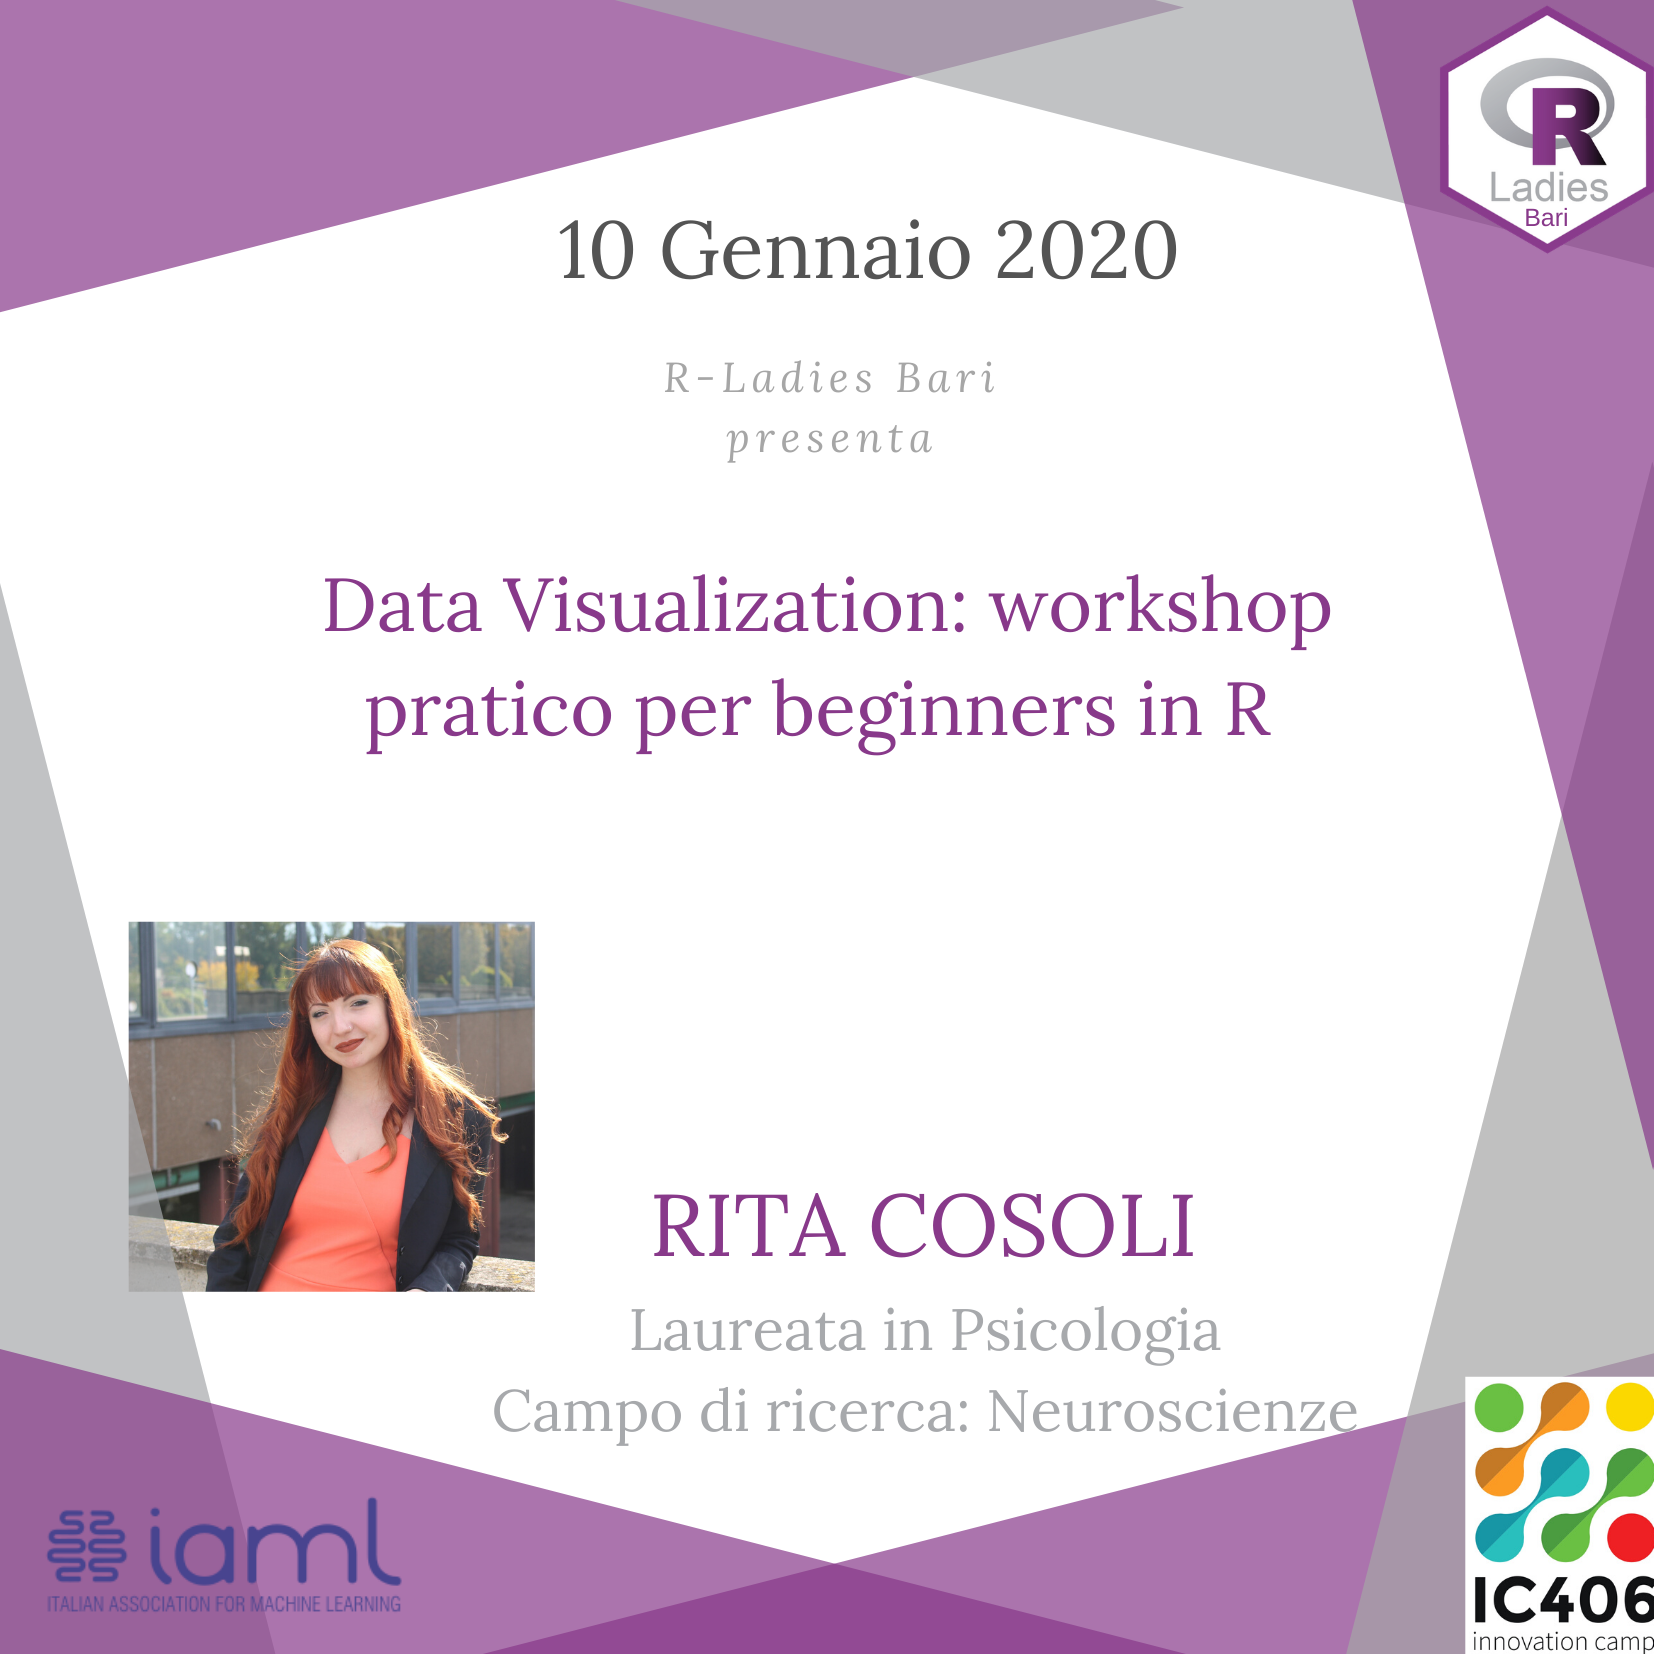 R
Ladies
Bari
10 Gennaio 2020
R-Ladies Bari
presenta
Data Visualization: workshop
pratico per beginners in R
RITA COSOLI
Laureata in Psicologia
Campo di ricerca: Neuroscienze
iaml
ITALIAN ASSOCIATION FOR MACHINE LEARNING
IC406
innovation camp